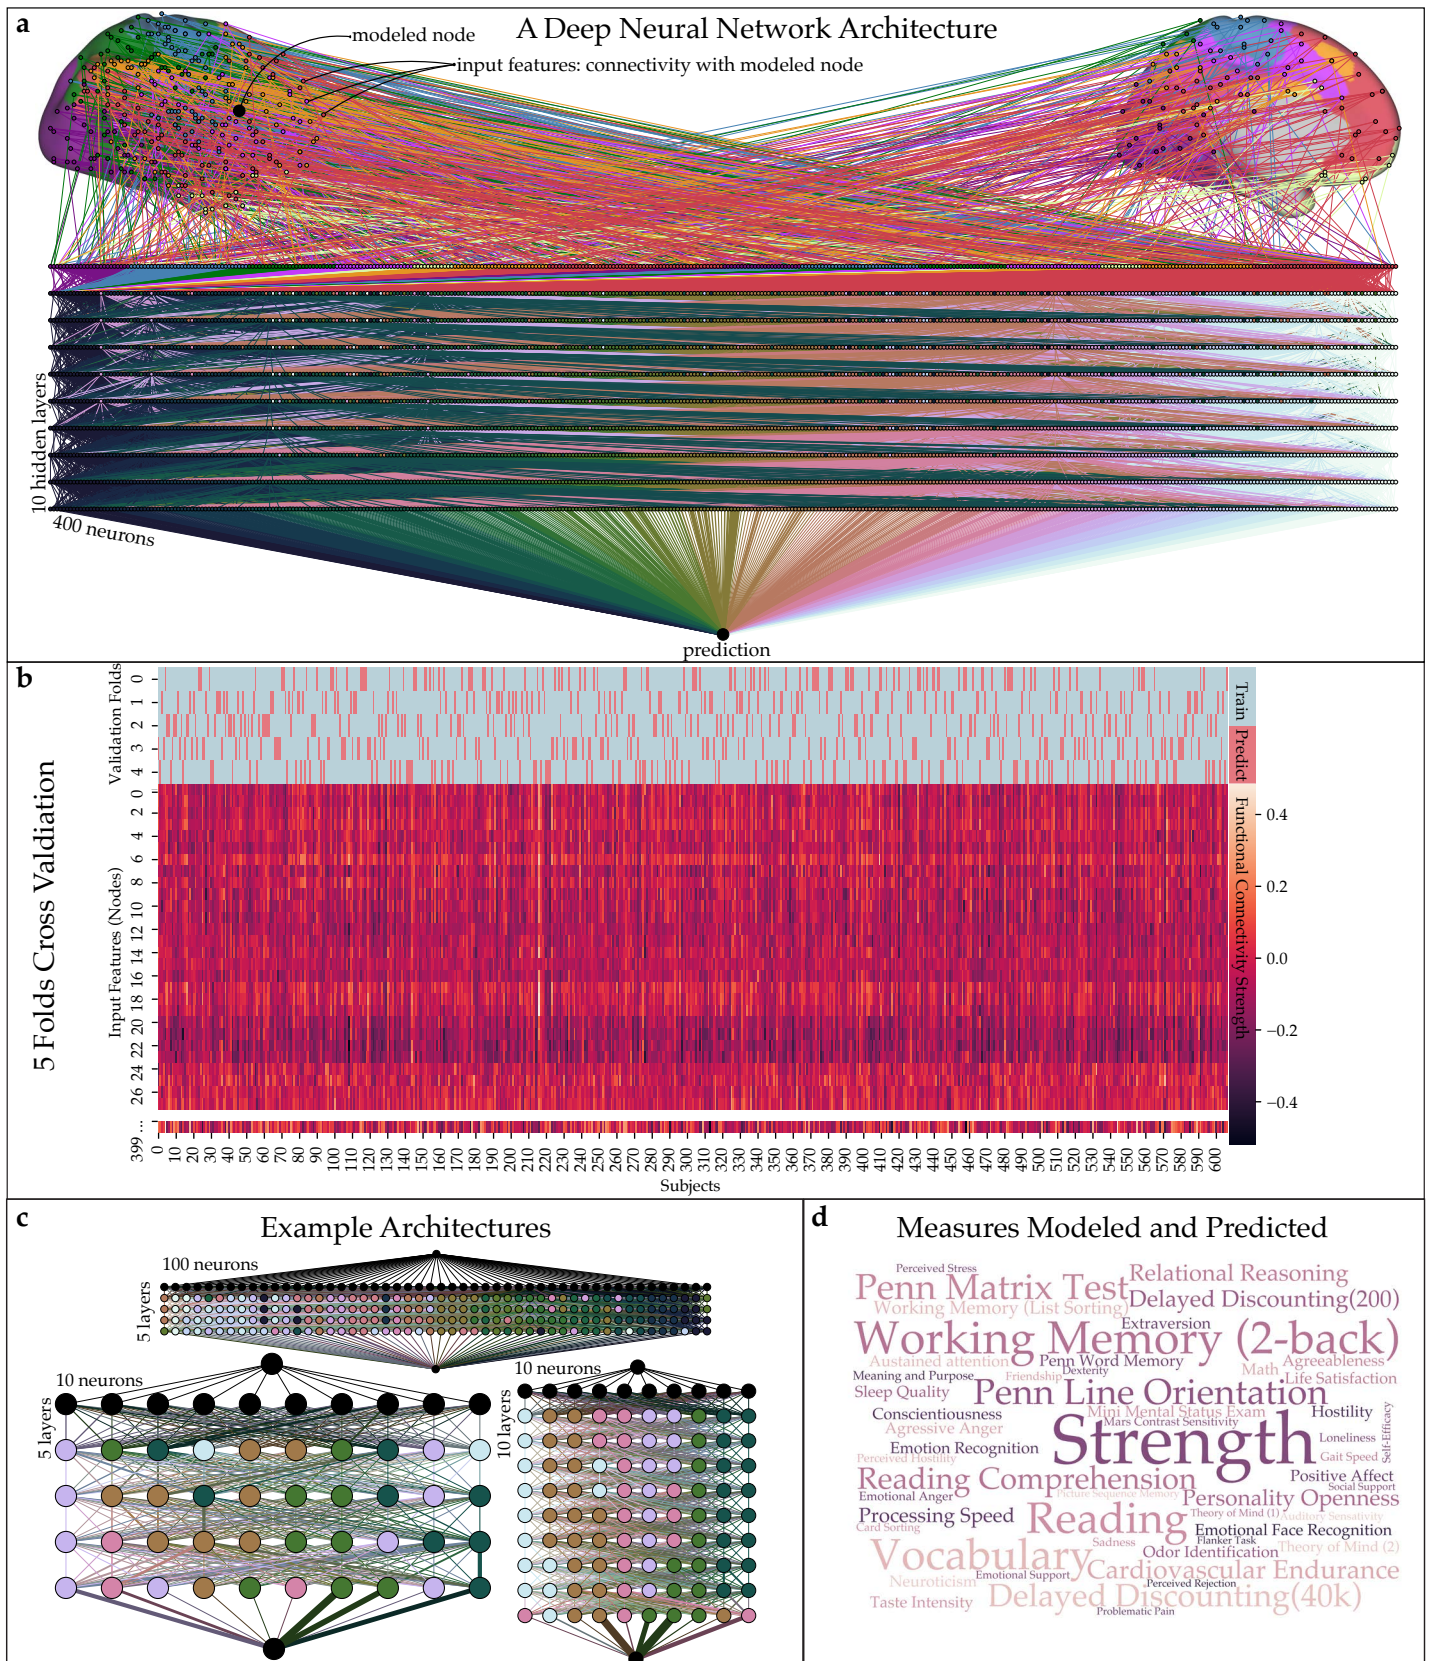 a
A Deep Neural Network Architecture
modeled node
input features: connectivity with modeled node
10 hidden layers
400 neurons
prediction
b
5 Folds Cross Valdiation
Validation Folds
0
1
2
3
4
Input Features (Nodes)
0
2
4
6
8
10
12
14
16
18
20
22
24
26
...
399
0 10 20 30 40 50 60 70 80 90 100 110 120 130 140 150 160 170 180 190 200 210 220 230 240 250 260 270 280 290 300 310 320 330 340 350 360 370 380 390 400 410 420 430 440 450 460 470 480 490 500 510 520 530 540 550 560 570 580 590 600
Subjects
Train
Predict
Functional Connectivity Strength
0.4
0.2
0.0
−0.2
−0.4
c
Example Architectures
100 neurons
5 layers
10 neurons
5 layers
10 neurons
10 layers
d
Measures Modeled and Predicted
Perceived Stress
Penn Matrix Test
Relational Reasoning
Working Memory (List Sorting)
Delayed Discounting(200)
Extraversion
Working Memory (2-back)
Austained attention
Penn Word Memory
Math
Agreeableness
Meaning and Purpose
Friendship
Dexterity
Life Satisfaction
Sleep Quality
Penn Line Orientation
Conscientiousness
Mini Mental Status Exam
Hostility
Agressive Anger
Mars Contrast Sensitivity
Self-Efficacy
Emotion Recognition
Strength
Loneliness
Perceived Hostility
Gait Speed
Reading Comprehension
Positive Affect
Social Support
Emotional Anger
Picture Sequence Memory
Personality Openness
Processing Speed
Reading
Theory of Mind (1)
Auditory Sensativity
Card Sorting
Emotional Face Recognition
Sadness
Flanker Task
Theory of Mind (2)
Vocabulary
Odor Identification
Cardiovascular Endurance
Neuroticism
Emotional Support
Perceived Rejection
Taste Intensity
Delayed Discounting(40k)
Problematic Pain